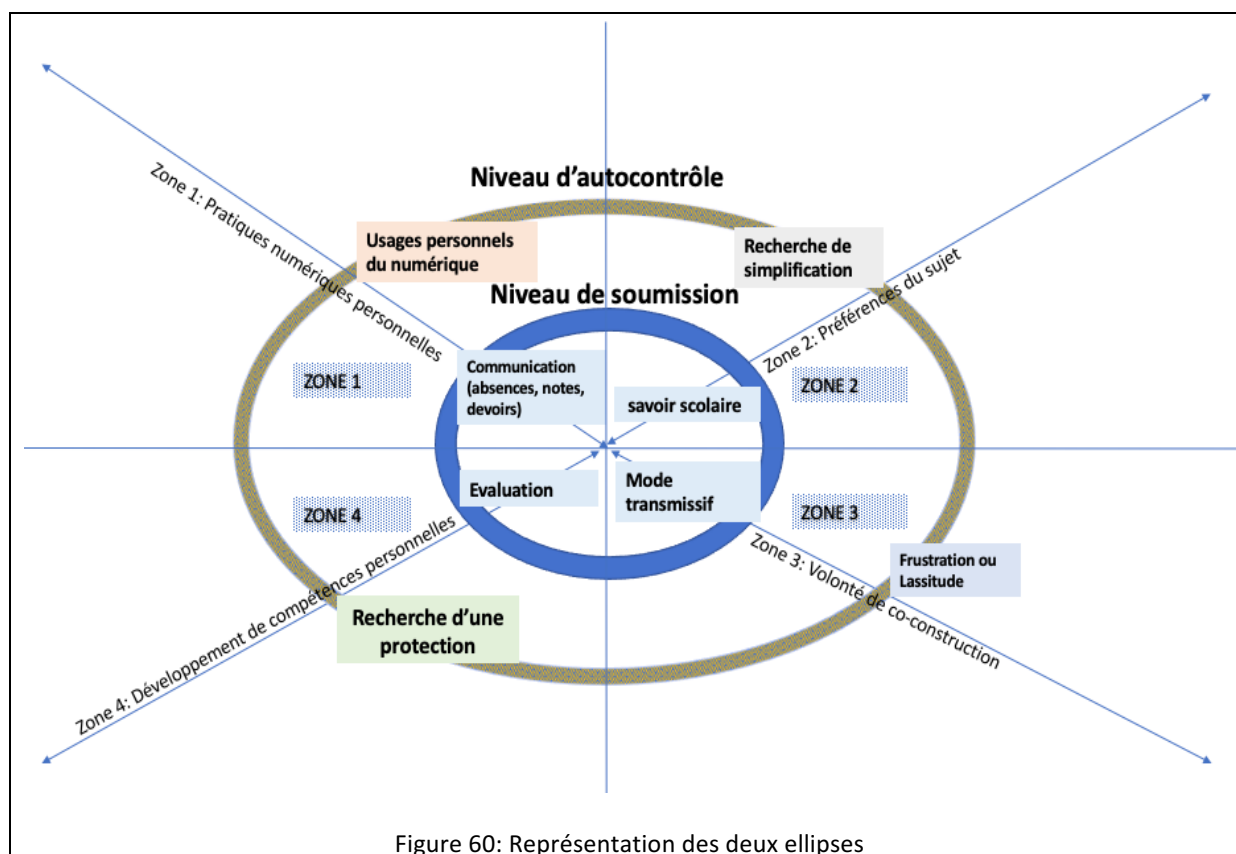 Niveau d'autocontrôle
Zone 1: Pratiques numériques personnelles
Usages personnels
du numérique
Recherche de
simplification
Zone 2: Préférences du sujet
Niveau de soumission
Communication
(absences, notes,
devoirs)
savoir scolaire
ZONE 1
ZONE 2
Evaluation
Mode
transmissif
ZONE 4
ZONE 3
Zone 3: Volonté de co-construction
Frustration ou
Lassitude
Zone 4: Développement de compétences personnelles
Recherche d'une
protection
Figure 60: Représentation des deux ellipses